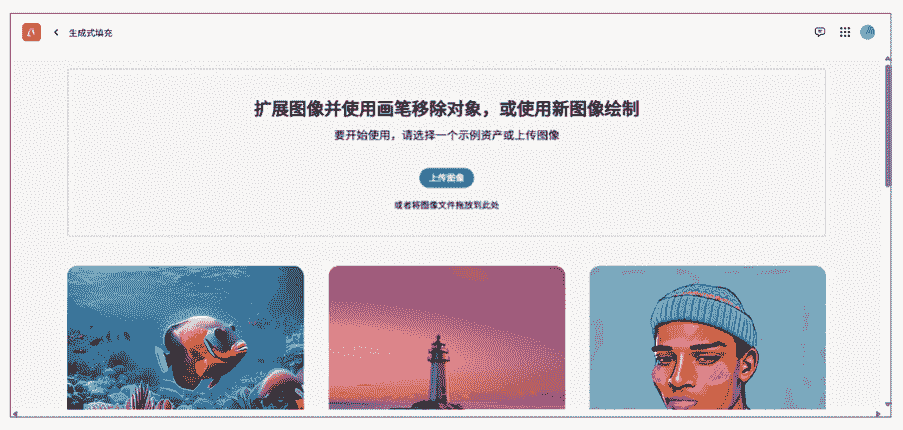 生成式填充
扩展图像并使用画笔移除对象，或使用新图像绘制
要开始使用，请选择一个示例资产或上传图像
上传图像
或者将图像文件拖放到此处